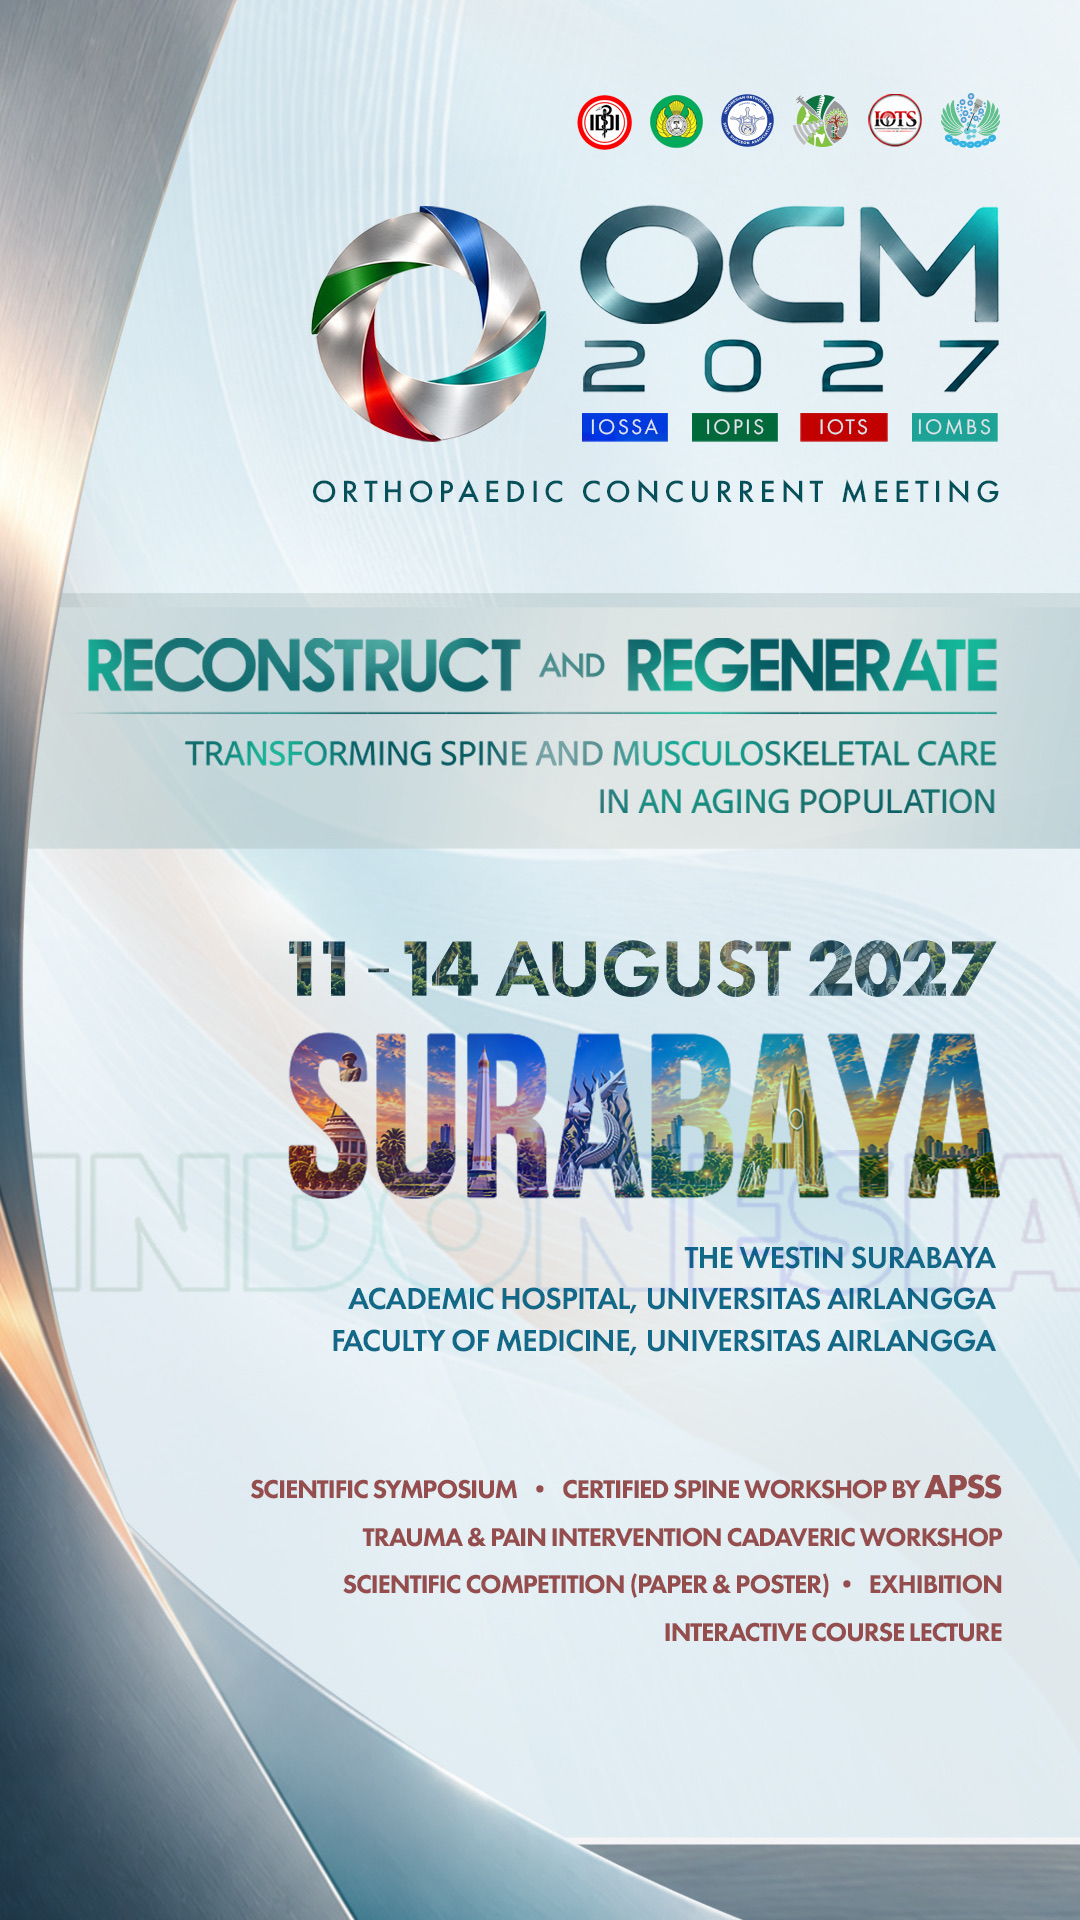 IDI
IOTS
OCM
2027
IOSSA IOPIS IOTS IOMBS
ORTHOPAEDIC CONCURRENT MEETING
RECONSTRUCT AND REGENERATE
TRANSFORMING SPINE AND MUSCULOSKELETAL CARE
IN AN AGING POPULATION
11 - 14 AUGUST 2027
SURABAYA
INDONESIA
THE WESTIN SURABAYA
ACADEMIC HOSPITAL, UNIVERSITAS AIRLANGGA
FACULTY OF MEDICINE, UNIVERSITAS AIRLANGGA
SCIENTIFIC SYMPOSIUM • CERTIFIED SPINE WORKSHOP BY APSS
TRAUMA & PAIN INTERVENTION CADAVERIC WORKSHOP
SCIENTIFIC COMPETITION (PAPER & POSTER) • EXHIBITION
INTERACTIVE COURSE LECTURE